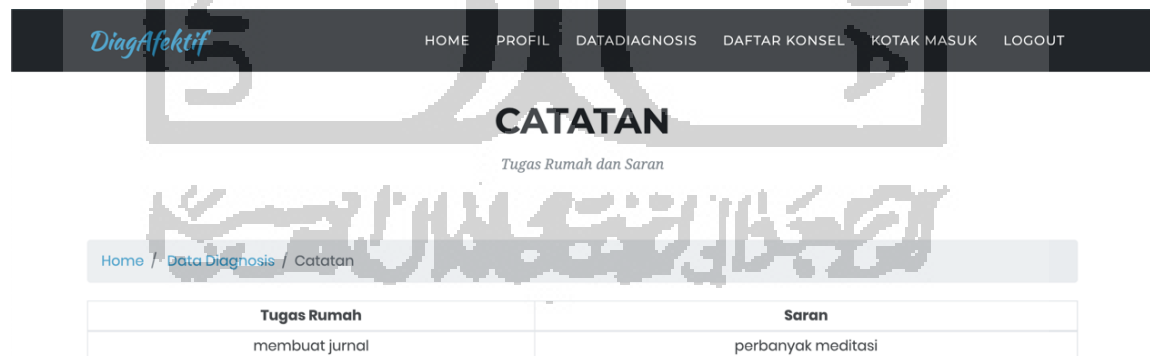 DiagAfektif HOME PROFIL DATADIAGNOSIS DAFTAR KONSEL KOTAK MASUK LOGOUT
CATATAN
Tugas Rumah dan Saran
Home / Data Diagnosis / Catatan
Tugas Rumah Saran
membuat jurnal perbanyak meditasi